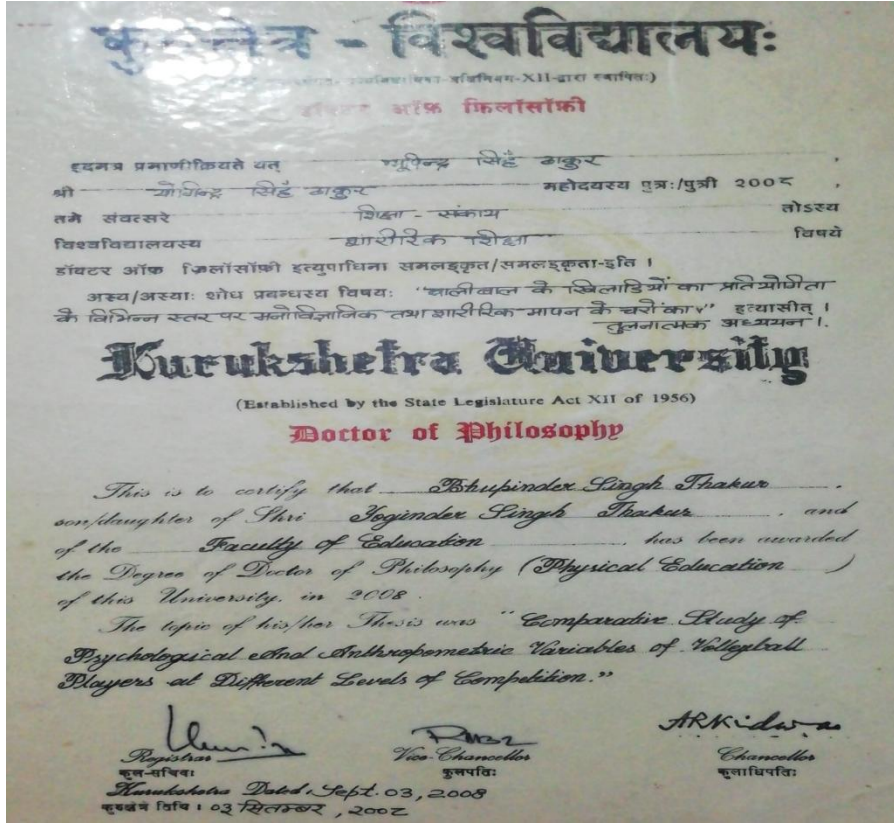 कुरुक्षेत्र - विश्वविद्यालयः
अधिनियम-XII-द्वारा स्थापितः)
डॉक्टर ऑफ़ फ़िलॉसॉफ़ी
इदमत्र प्रमाणीक्रियते यत् भूपिन्द्र सिहँ ठाकुर ,
श्री योगिन्द्र सिहँ ठाकुर महोदयस्य पुत्रः/पुत्री 2008 ,
तमे संवत्सरे शिक्षा - संकाय तोऽस्य
विश्वविद्यालयस्य शारीरिक शिक्षा विषये
डॉक्टर ऑफ़ फ़िलॉसॉफ़ी इत्युपाधिना समलङ्कृत/समलङ्कृता-इति ।
अस्य/अस्याः शोध प्रबन्धस्य विषयः "वालीवाल के खिलाडियों का प्रतियोगीता
के विभिन्न स्तर पर मनोविज्ञानिक तथा शारीरिक मापन के चरों का" इत्यासीत् ।
तुलनात्मक अध्ययन ।.
Kurukshetra University
(Established by the State Legislature Act XII of 1956)
Doctor of Philosophy
This is to certify that Bhupinder Singh Thakur ,
son/daughter of Shri Yoginder Singh Thakur , and
of the Faculty of Education , has been awarded
the Degree of Doctor of Philosophy (Physical Education )
of this University, in 2008 .
The topic of his/her Thesis was "Comparative Study of
Psychological And Anthropometric Variables of Volleyball
Players at Different Levels of Competition."
ARKidwai
Registrar Vice-Chancellor Chancellor
कुल-सचिवः कुलपतिः कुलाधिपतिः
Kurukshetra Dated, Sept. 03, 2008
कुरुक्षेत्रे तिथि : 03 सितम्बर , 2008